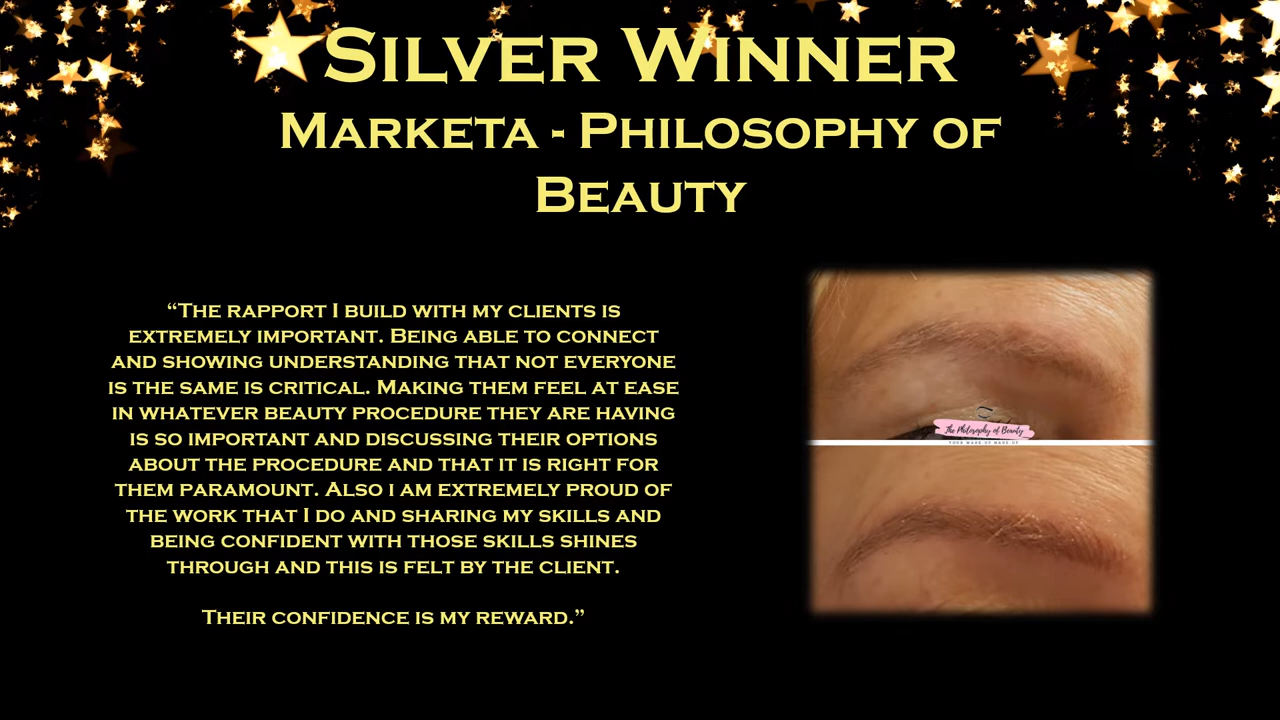 Silver Winner
Marketa - Philosophy of
Beauty
“The rapport I build with my clients is
extremely important. Being able to connect
and showing understanding that not everyone
is the same is critical. Making them feel at ease
in whatever beauty procedure they are having
is so important and discussing their options
about the procedure and that it is right for
them paramount. Also i am extremely proud of
the work that I do and sharing my skills and
being confident with those skills shines
through and this is felt by the client.
Their confidence is my reward.”
The Philosophy of Beauty